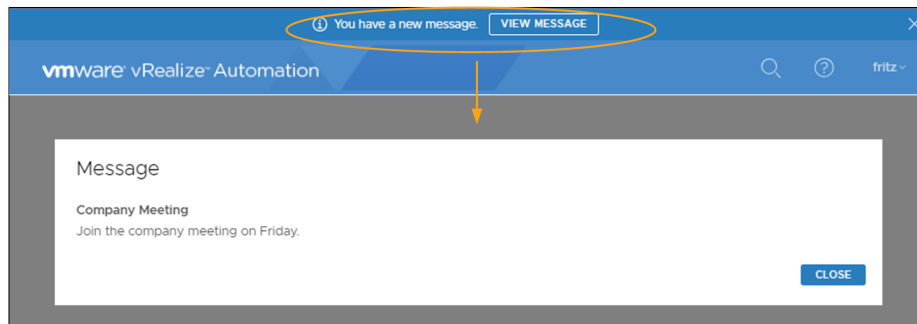 You have a new message. VIEW MESSAGE
vmware® vRealize™ Automation
fritz
Message
Company Meeting
Join the company meeting on Friday.
CLOSE